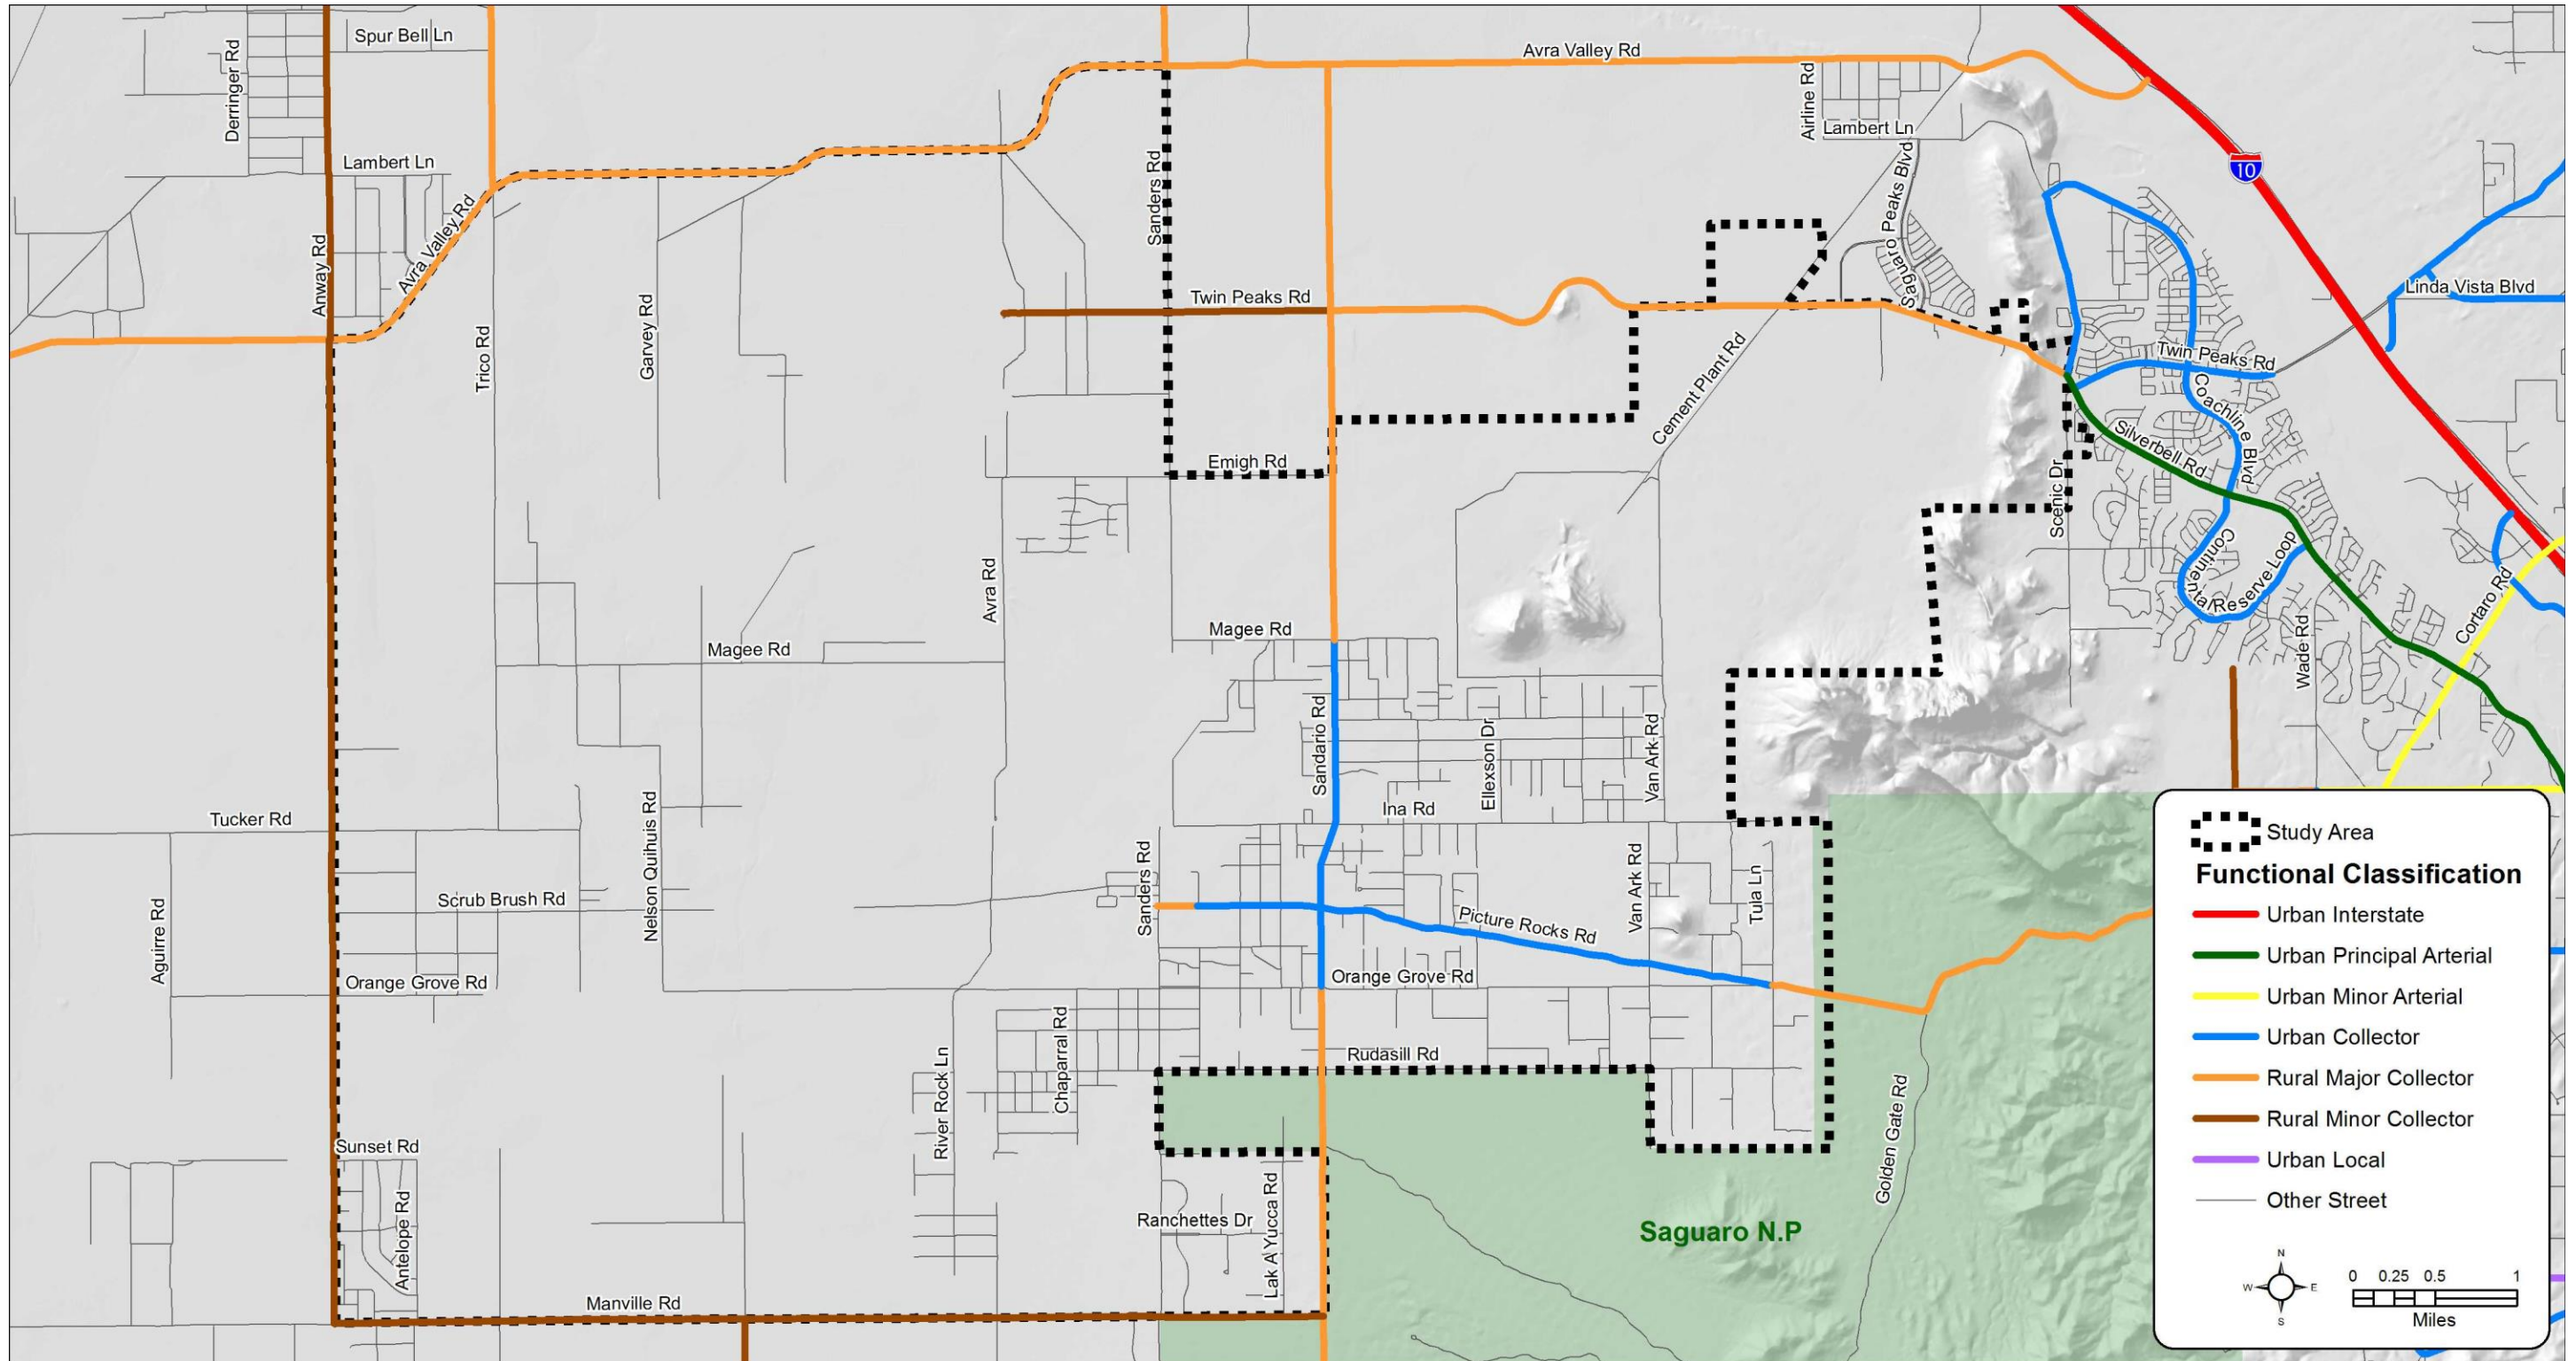 Spur Bell Ln
Derringer Rd
Avra Valley Rd
Airline Rd
Lambert Ln
Lambert Ln
10
Sanders Rd
Saguaro Peaks Blvd
Avra Valley Rd
Anway Rd
Linda Vista Blvd
Twin Peaks Rd
Garvey Rd
Trico Rd
Cement Plant Rd
Twin Peaks Rd
Coachline Blvd
Silverbell Rd
Emigh Rd
Scenic Dr
Continental Reserve Loop
Avra Rd
Cortaro Rd
Magee Rd
Magee Rd
Wade Rd
Sandario Rd
Ellexson Dr
Van Ark Rd
Ina Rd
Tucker Rd
Nelson Quihuis Rd
Scrub Brush Rd
Sanders Rd
Aguirre Rd
Picture Rocks Rd
Van Ark Rd
Tula Ln
Orange Grove Rd
Orange Grove Rd
Chaparral Rd
Rudasill Rd
River Rock Ln
Golden Gate Rd
Sunset Rd
Antelope Rd
Ranchettes Dr
Lak A Yucca Rd
Saguaro N.P
Manville Rd
Study Area
Functional Classification
Urban Interstate
Urban Principal Arterial
Urban Minor Arterial
Urban Collector
Rural Major Collector
Rural Minor Collector
Urban Local
Other Street
N
W E
S
0 0.25 0.5 1
Miles